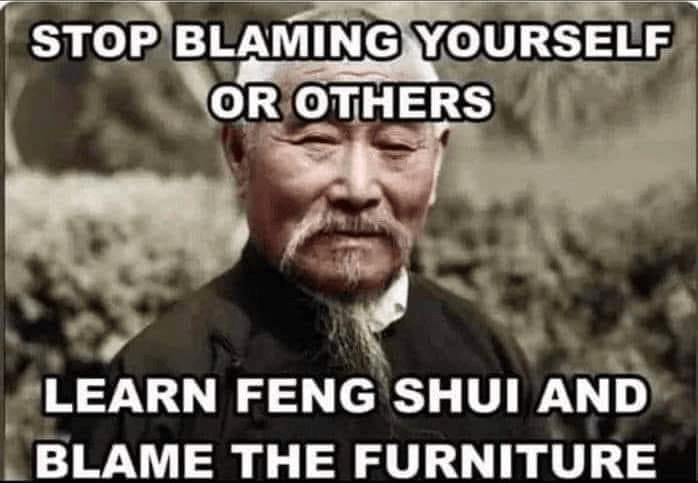 STOP BLAMING YOURSELF
OR OTHERS
LEARN FENG SHUI AND
BLAME THE FURNITURE